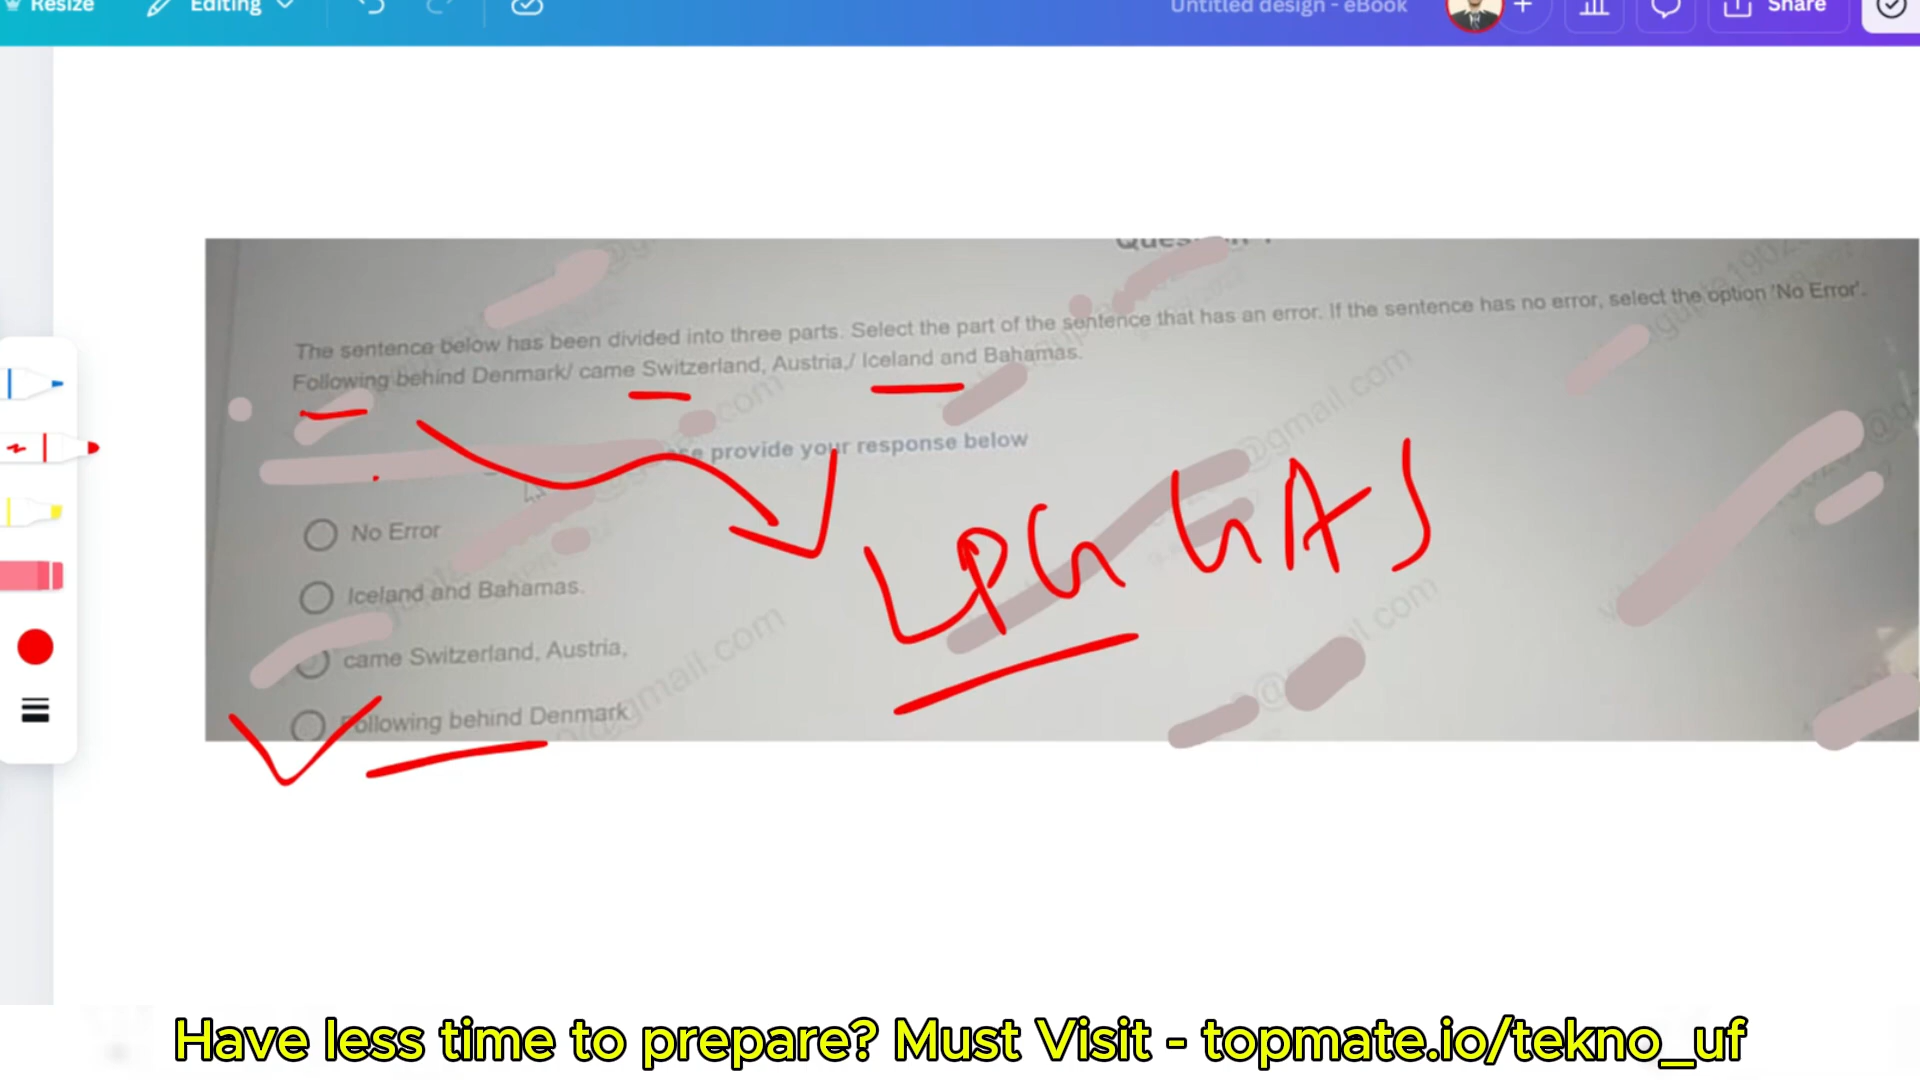 Resize Editing Untitled design - eBook + Share
The sentence below has been divided into three parts. Select the part of the sentence that has an error. If the sentence has no error, select the option 'No Error'.
Following behind Denmark/ came Switzerland, Austria,/ Iceland and Bahamas.
provide your response below
No Error
Iceland and Bahamas.
came Switzerland, Austria,
Following behind Denmark
LPG GAS
Have less time to prepare? Must Visit - topmate.io/tekno_uf